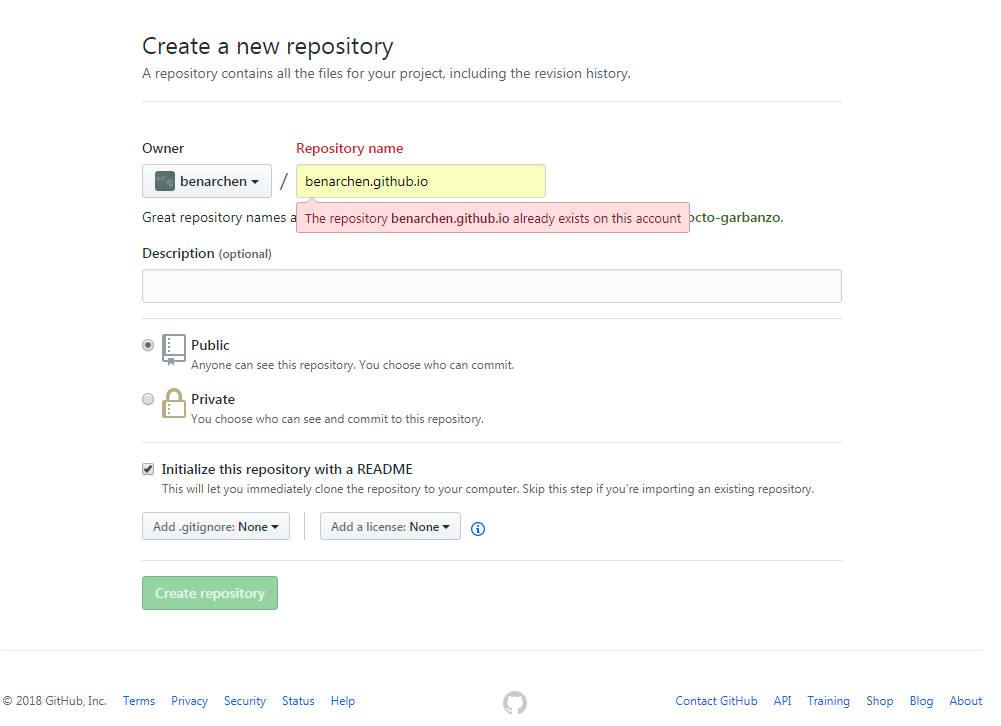 Create a new repository
A repository contains all the files for your project, including the revision history.
Owner
Repository name
benarchen
/
benarchen.github.io
Great repository names a
The repository benarchen.github.io already exists on this account
octo-garbanzo.
Description (optional)
Public
Anyone can see this repository. You choose who can commit.
Private
You choose who can see and commit to this repository.
Initialize this repository with a README
This will let you immediately clone the repository to your computer. Skip this step if you’re importing an existing repository.
Add .gitignore: None
Add a license: None
Create repository
© 2018 GitHub, Inc. Terms Privacy Security Status Help Contact GitHub API Training Shop Blog About